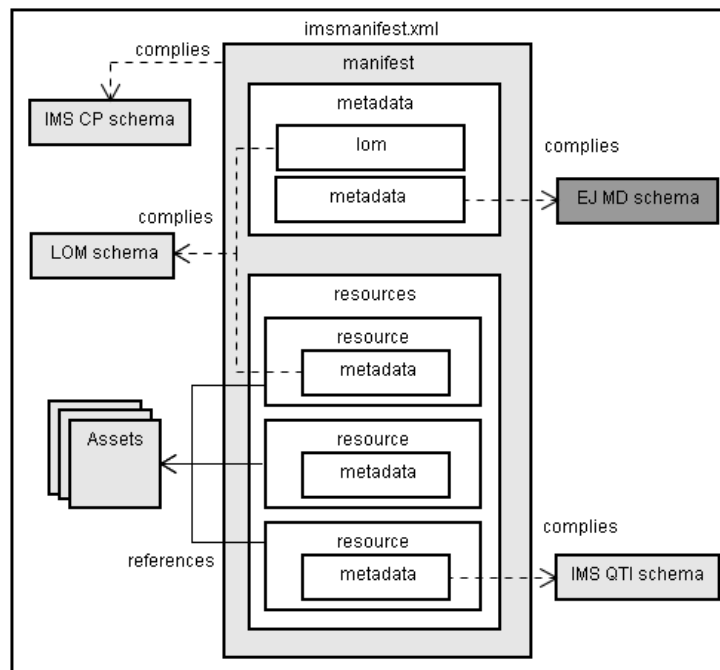 imsmanifest.xml
complies
manifest
IMS CP schema
metadata
lom
complies
metadata
EJ MD schema
complies
LOM schema
resources
resource
metadata
Assets
resource
metadata
complies
references
resource
metadata
IMS QTI schema